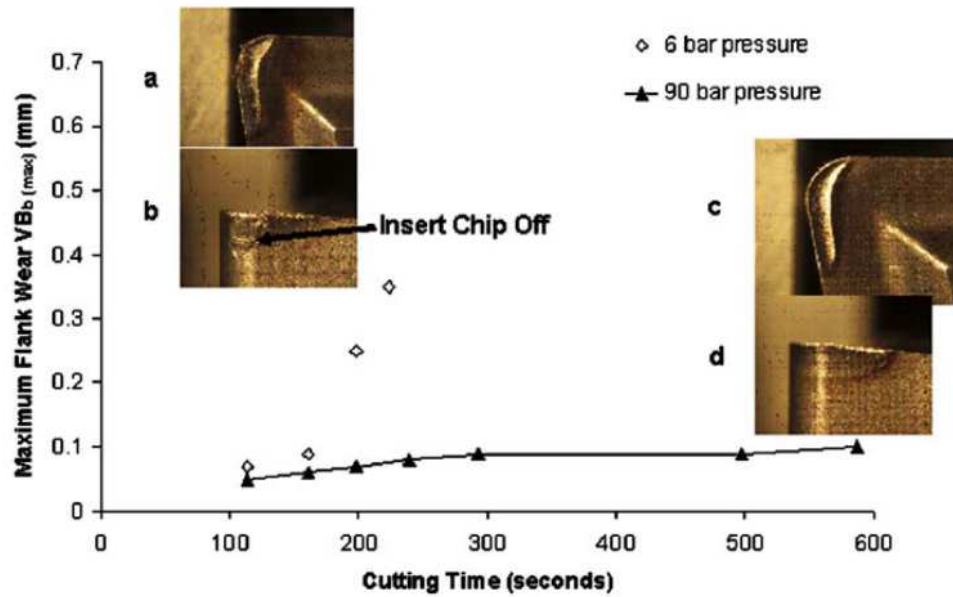 6 bar pressure
90 bar pressure
a
b
c
d
Insert Chip Off
Maximum Flank Wear VBb (max) (mm)
0.7
0.6
0.5
0.4
0.3
0.2
0.1
0
0 100 200 300 400 500 600
Cutting Time (seconds)